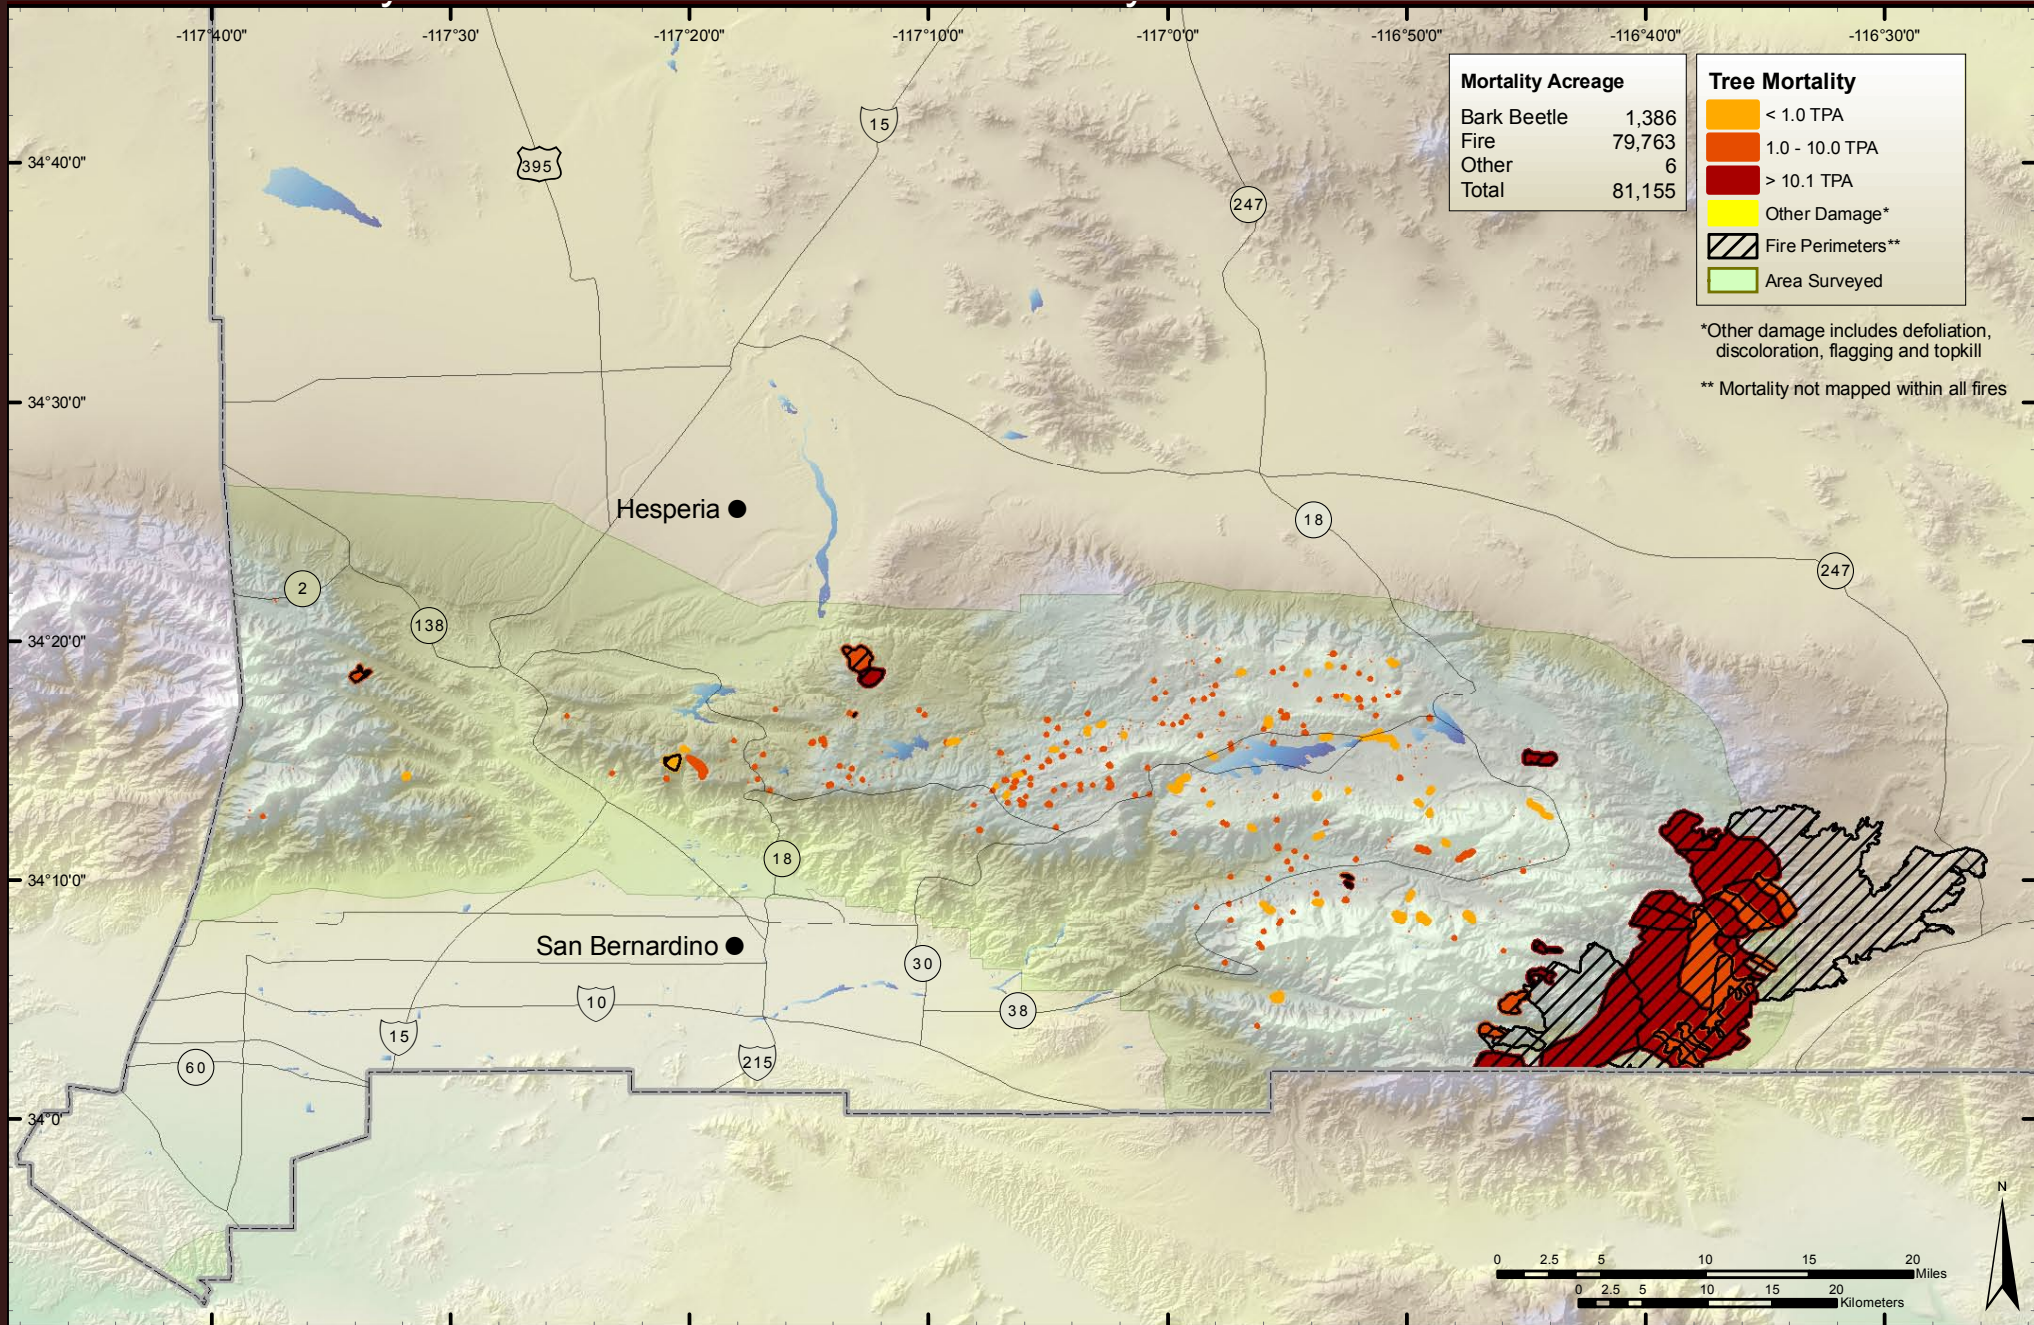 -117°40'0"
-117°30'
-117°20'0"
-117°10'0"
-117°0'0"
-116°50'0"
-116°40'0"
-116°30'0"
Mortality Acreage
Bark Beetle 1,386
Fire 79,763
Other 6
Total 81,155
Tree Mortality
< 1.0 TPA
1.0 - 10.0 TPA
> 10.1 TPA
Other Damage*
Fire Perimeters**
Area Surveyed
*Other damage includes defoliation,
discoloration, flagging and topkill
** Mortality not mapped within all fires
15
395
34°40'0"
247
34°30'0"
Hesperia
18
247
2
138
34°20'0"
18
34°10'0"
San Bernardino
30
10
38
15
215
60
34°0'
N
0 2.5 5 10 15 20
Miles
0 2.5 5 10 15 20
Kilometers